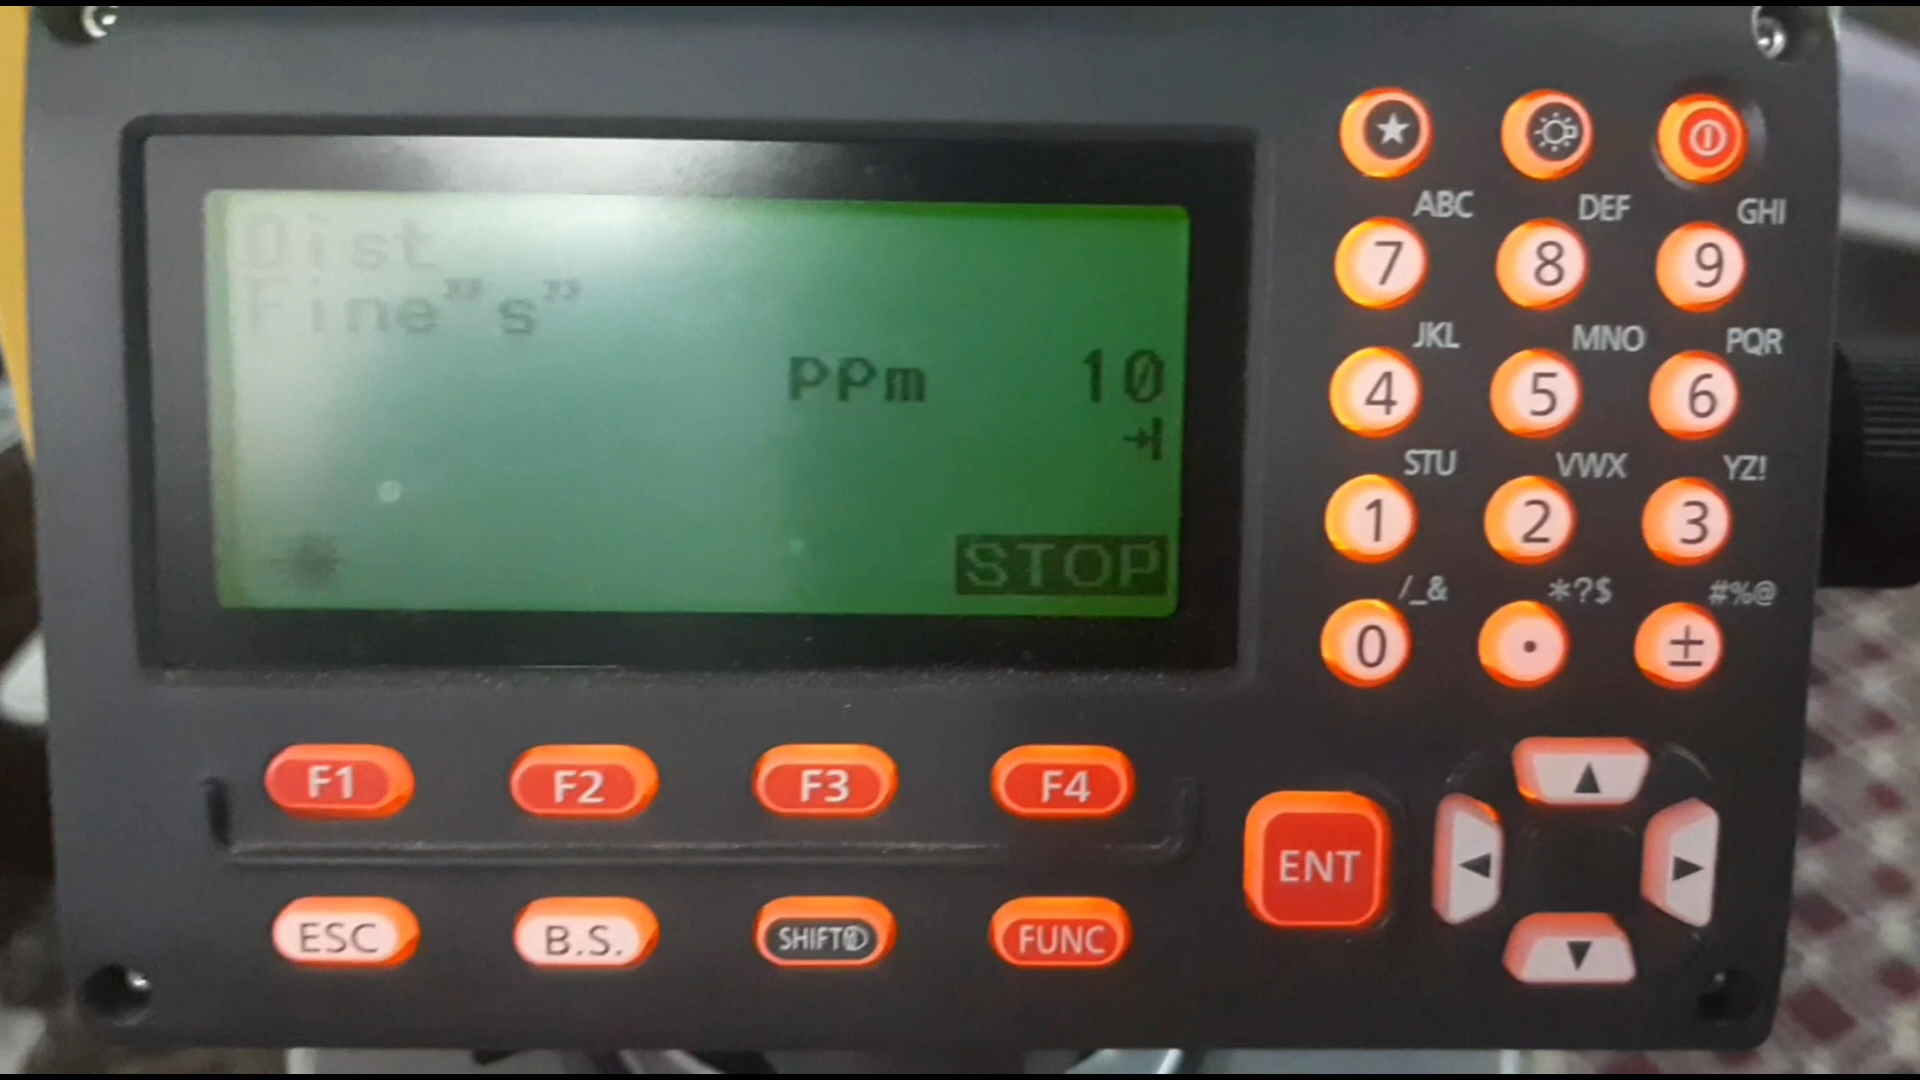 Dist
Fine"s"
ppm 10
STOP
ABC DEF GHI
7 8 9
JKL MNO PQR
4 5 6
STU VWX YZ!
1 2 3
/_& *?$ #%@
0 . ±
F1 F2 F3 F4
ENT
ESC B.S. SHIFT FUNC